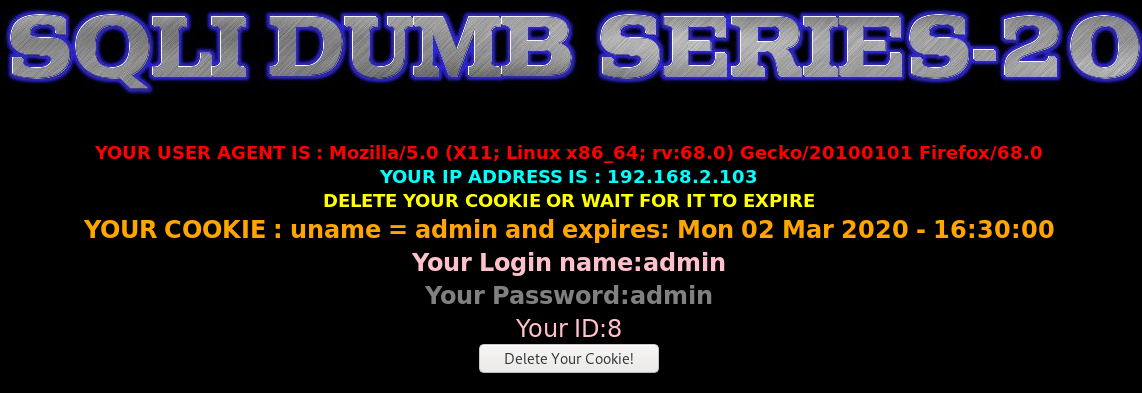 SQLI DUMB SERIES-20
YOUR USER AGENT IS : Mozilla/5.0 (X11; Linux x86_64; rv:68.0) Gecko/20100101 Firefox/68.0
YOUR IP ADDRESS IS : 192.168.2.103
DELETE YOUR COOKIE OR WAIT FOR IT TO EXPIRE
YOUR COOKIE : uname = admin and expires: Mon 02 Mar 2020 - 16:30:00
Your Login name:admin
Your Password:admin
Your ID:8
Delete Your Cookie!